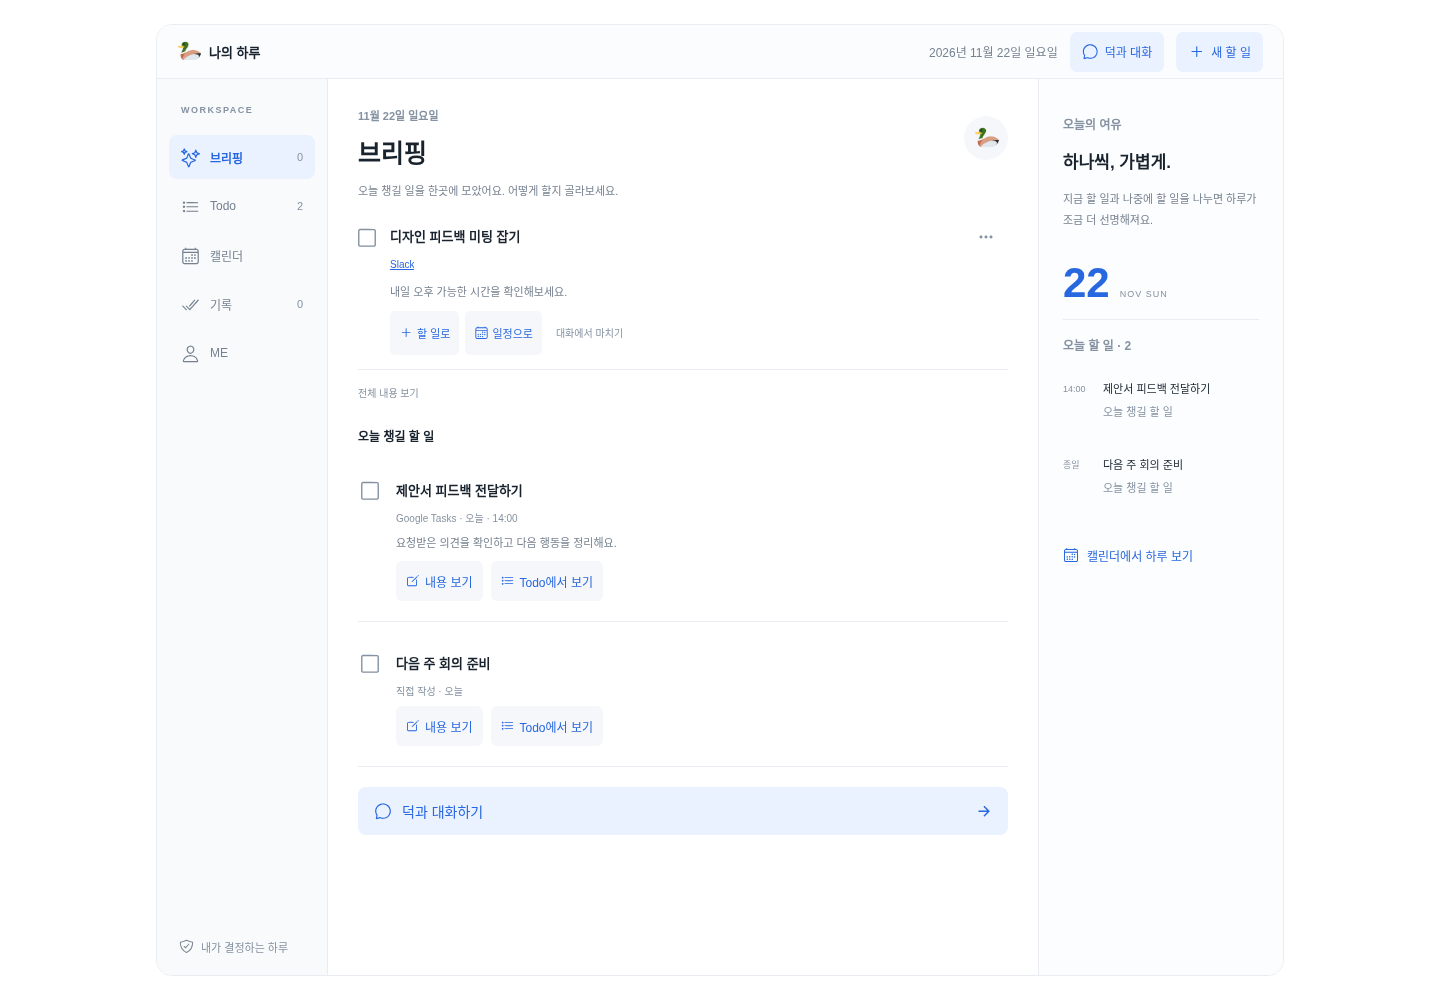 나의 하루
2026년 11월 22일 일요일
덕과 대화
새 할 일
WORKSPACE
브리핑 0
Todo 2
캘린더
기록 0
ME
내가 결정하는 하루
11월 22일 일요일
브리핑
오늘 챙길 일을 한곳에 모았어요. 어떻게 할지 골라보세요.
디자인 피드백 미팅 잡기
Slack
내일 오후 가능한 시간을 확인해보세요.
할 일로 일정으로 대화에서 마치기
전체 내용 보기
오늘 챙길 할 일
제안서 피드백 전달하기
Google Tasks · 오늘 · 14:00
요청받은 의견을 확인하고 다음 행동을 정리해요.
내용 보기 Todo에서 보기
다음 주 회의 준비
직접 작성 · 오늘
내용 보기 Todo에서 보기
덕과 대화하기
오늘의 여유
하나씩, 가볍게.
지금 할 일과 나중에 할 일을 나누면 하루가
조금 더 선명해져요.
22 NOV SUN
오늘 할 일 · 2
14:00 제안서 피드백 전달하기
오늘 챙길 할 일
종일 다음 주 회의 준비
오늘 챙길 할 일
캘린더에서 하루 보기